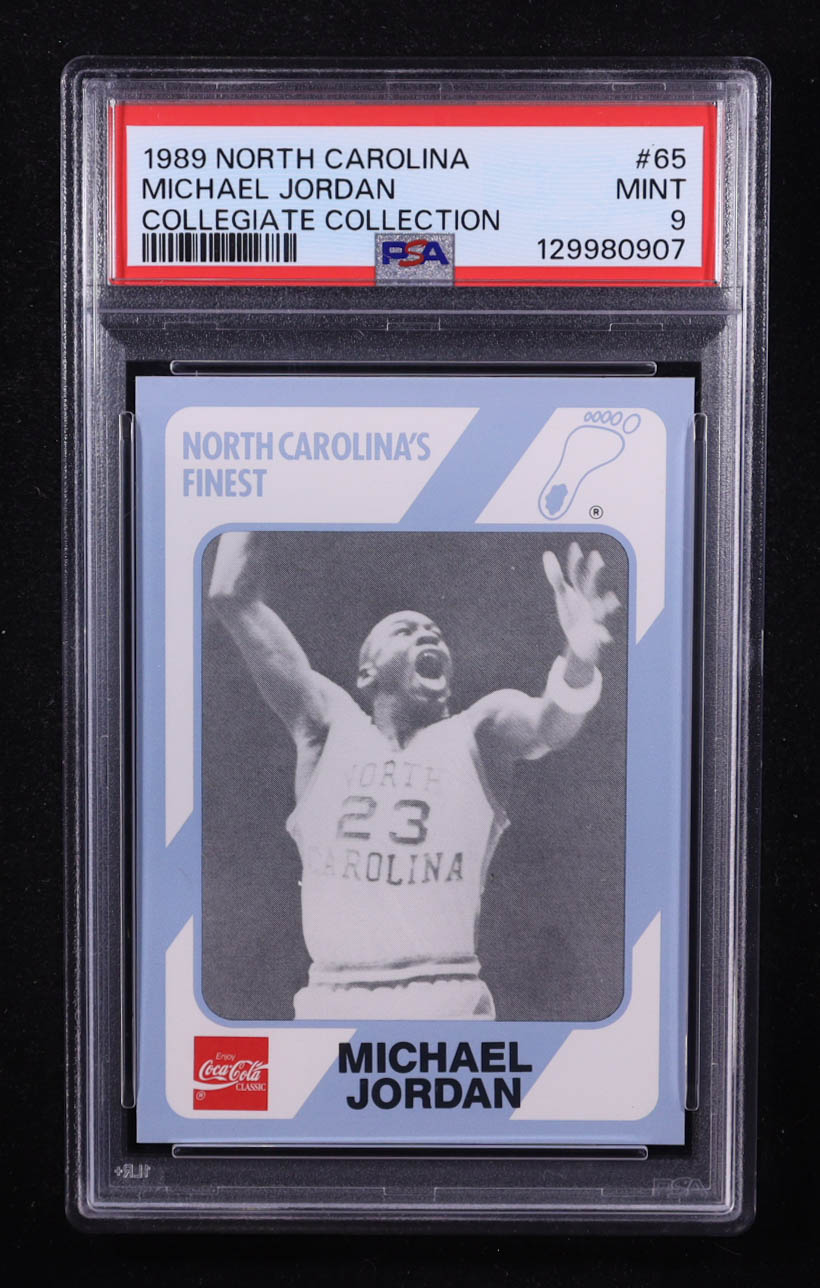 1989 NORTH CAROLINA #65
MICHAEL JORDAN MINT
COLLEGIATE COLLECTION 9
PSA 129980907
NORTH CAROLINA'S
FINEST
®
NORTH
23
CAROLINA
Enjoy
Coca-Cola
CLASSIC
®
MICHAEL
JORDAN
PSA